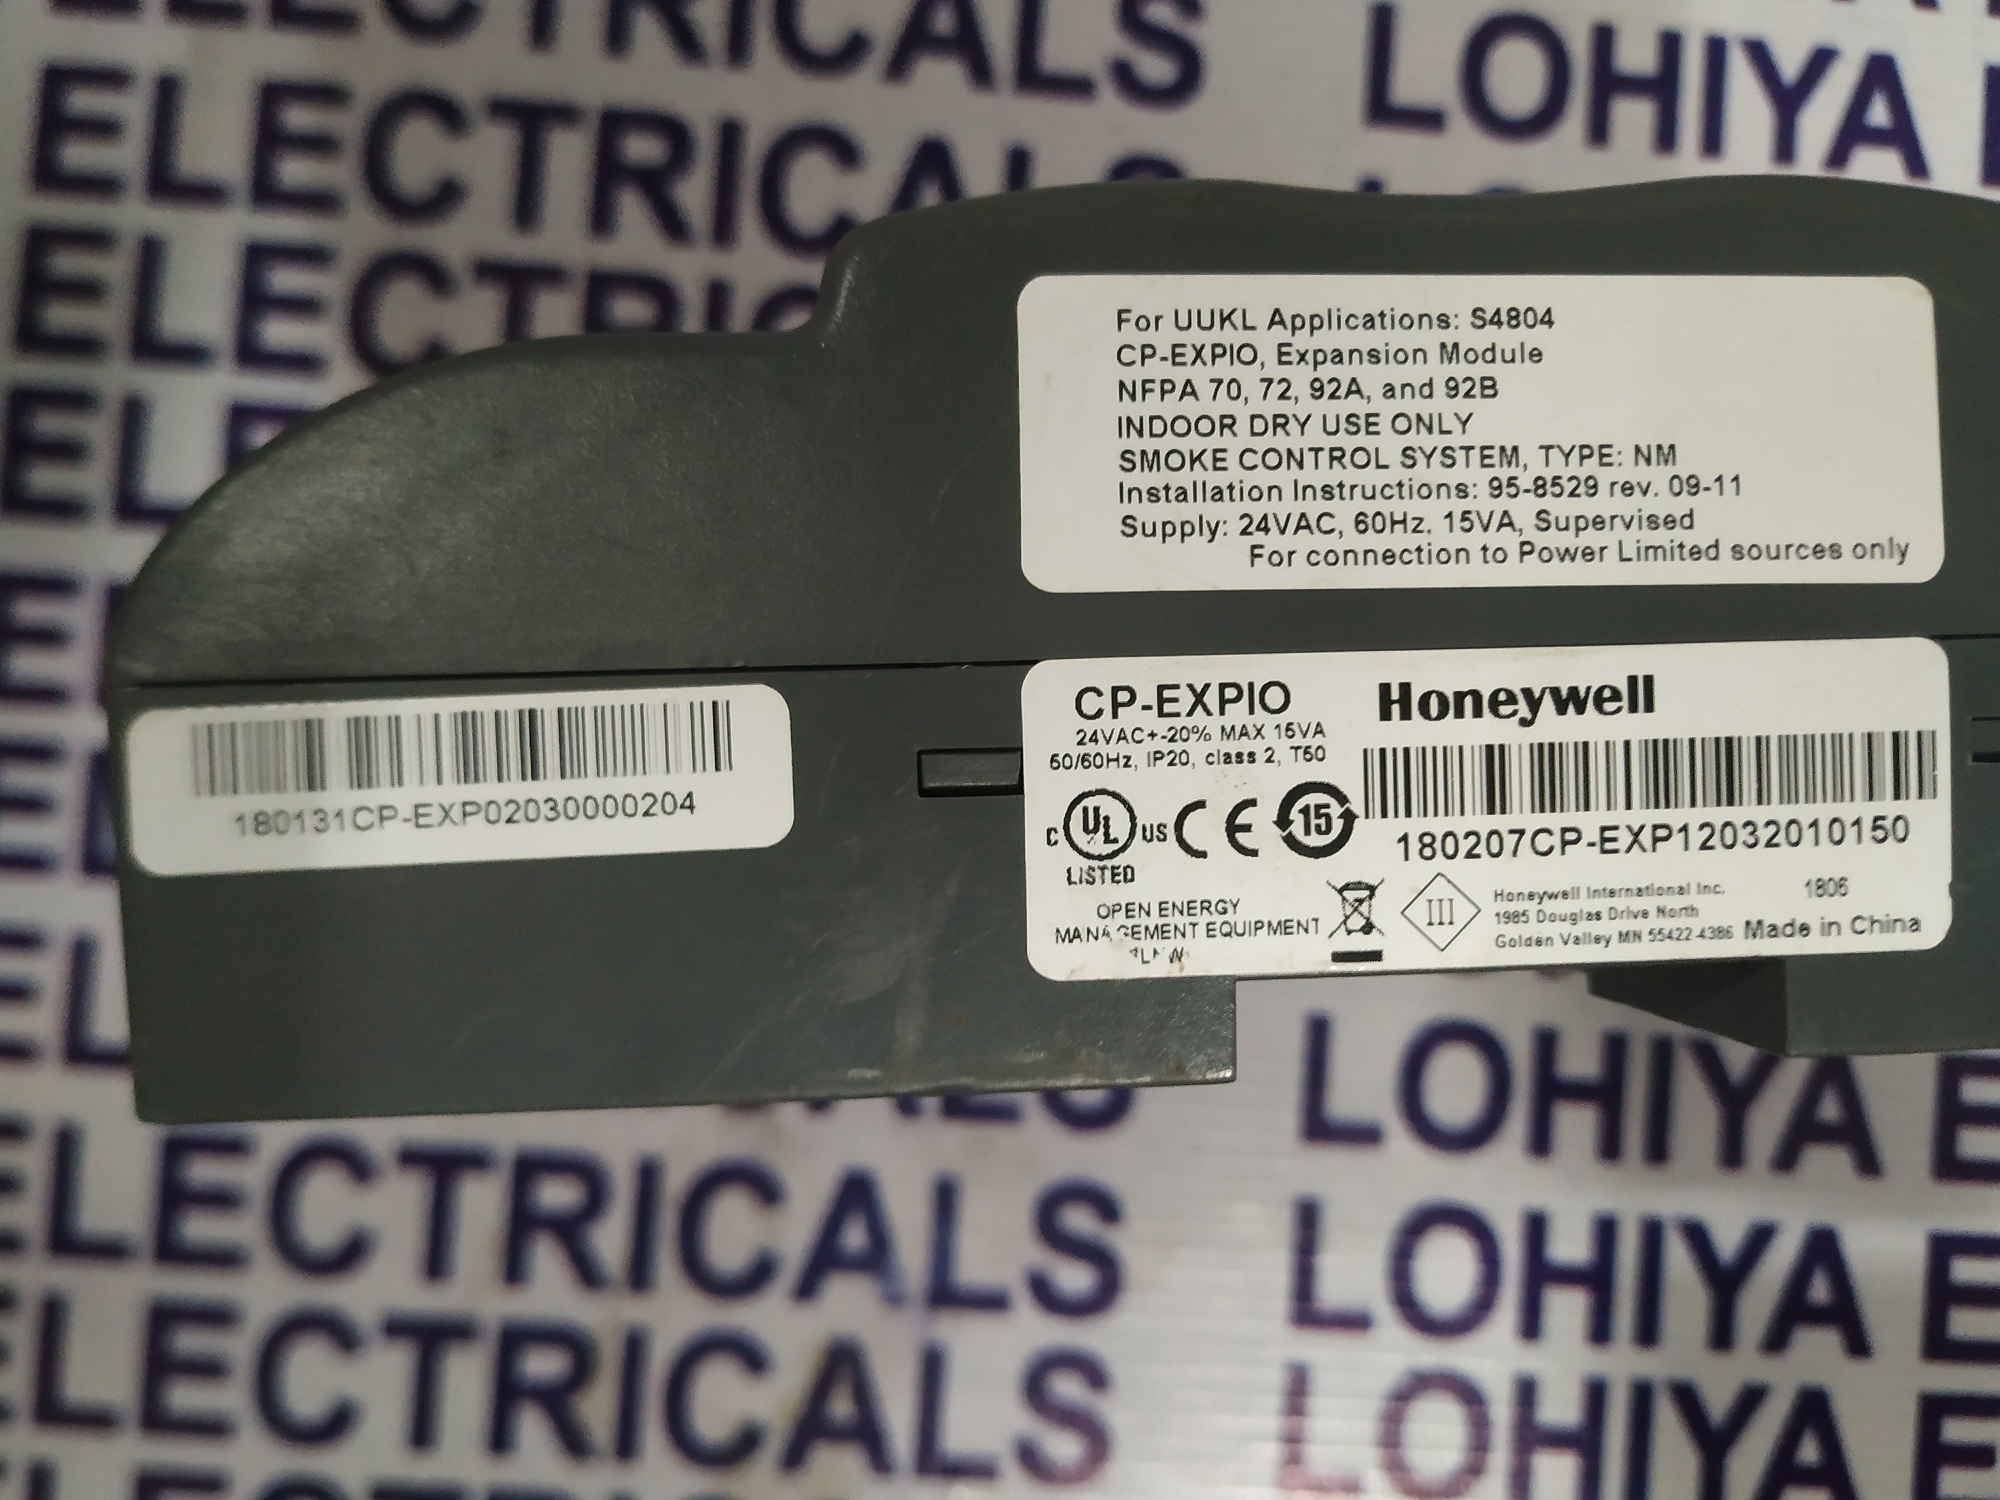 ELECTRICALS
LOHIYA
ELECTRICALS
ELECTRIC
For UUKL Applications: S4804
CP-EXPIO, Expansion Module
NFPA 70, 72, 92A, and 92B
INDOOR DRY USE ONLY
SMOKE CONTROL SYSTEM, TYPE: NM
Installation Instructions: 95-8529 rev. 09-11
Supply: 24VAC, 60Hz. 15VA, Supervised
For connection to Power Limited sources only
180131CP-EXP02030000204
CP-EXPIO
Honeywell
24VAC+-20% MAX 15VA
50/60Hz, IP20, class 2, T50
C UL US CE 15
LISTED
180207CP-EXP12032010150
OPEN ENERGY
MANAGEMENT EQUIPMENT
III
Honeywell International Inc. 1806
1985 Douglas Drive North
Golden Valley MN 55422-4386 Made in China
LOHIYA E
ELECTRICALS
LOHIYA E
ELECTRICALS
LOHIYA E